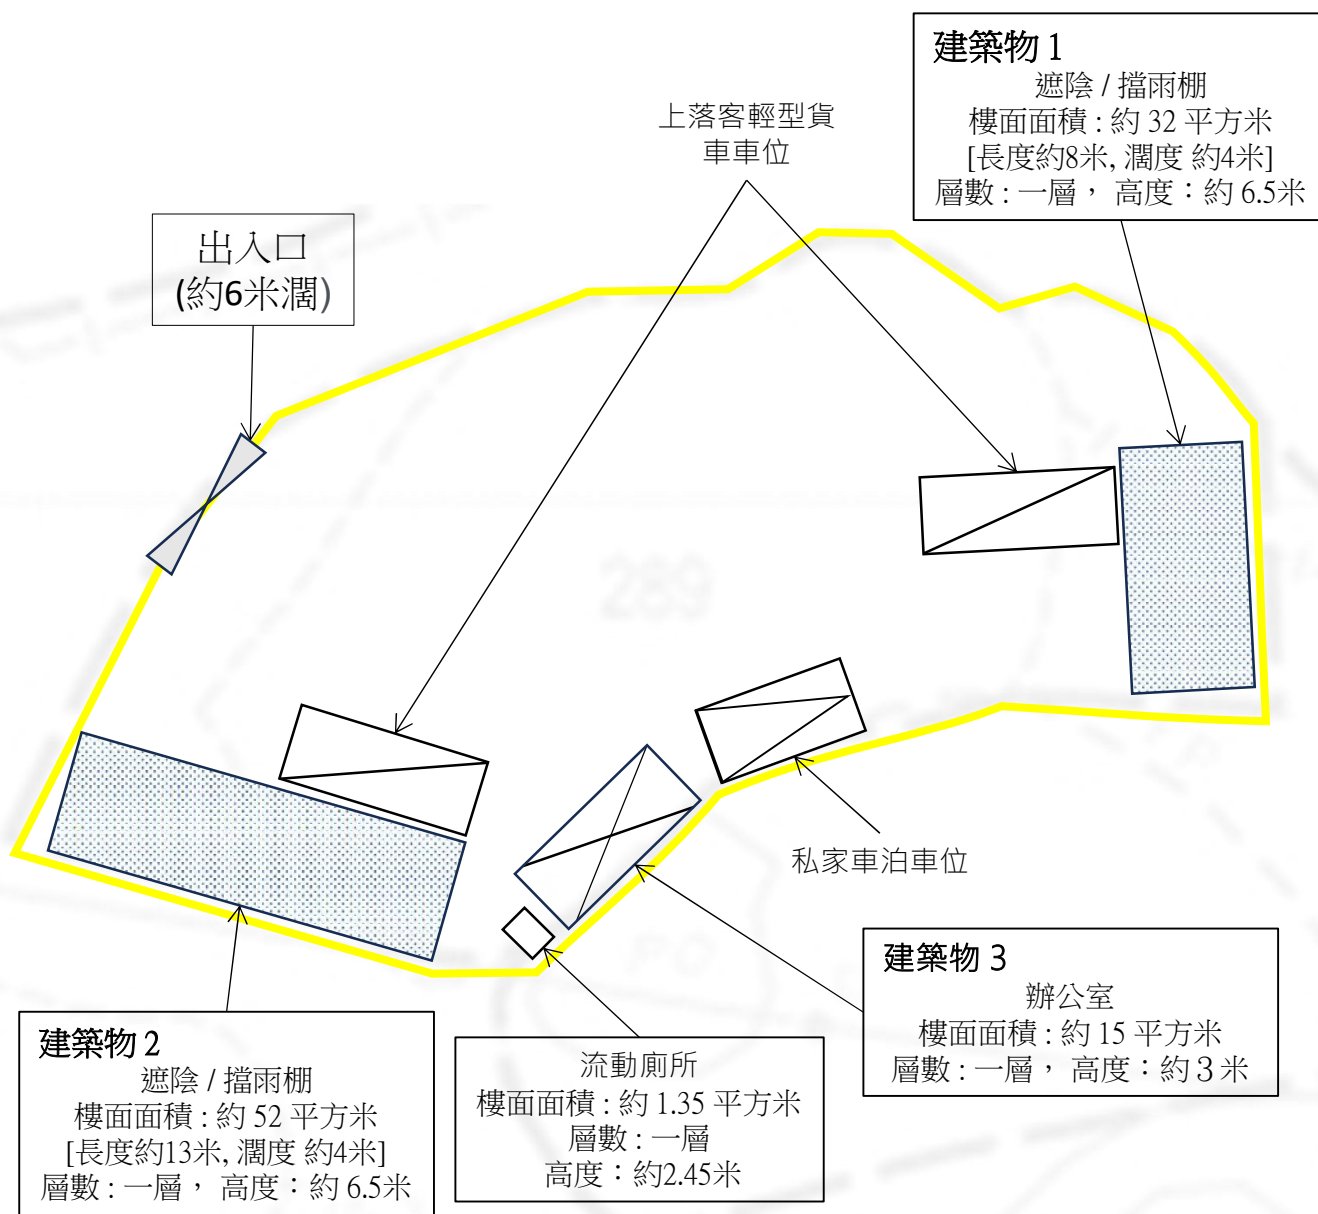 建築物 1
遮陰 / 擋雨棚
樓面面積 : 約 32 平方米
[長度約8米, 濶度 約4米]
層數 : 一層， 高度：約 6.5米
上落客輕型貨
車車位
出入口
(約6米濶)
289
私家車泊車位
建築物 3
辦公室
樓面面積 : 約 15 平方米
層數 : 一層， 高度：約３米
建築物 2
遮陰 / 擋雨棚
樓面面積 : 約 52 平方米
[長度約13米, 濶度 約4米]
層數 : 一層， 高度：約 6.5米
流動廁所
樓面面積 : 約 1.35 平方米
層數 : 一層
高度：約2.45米